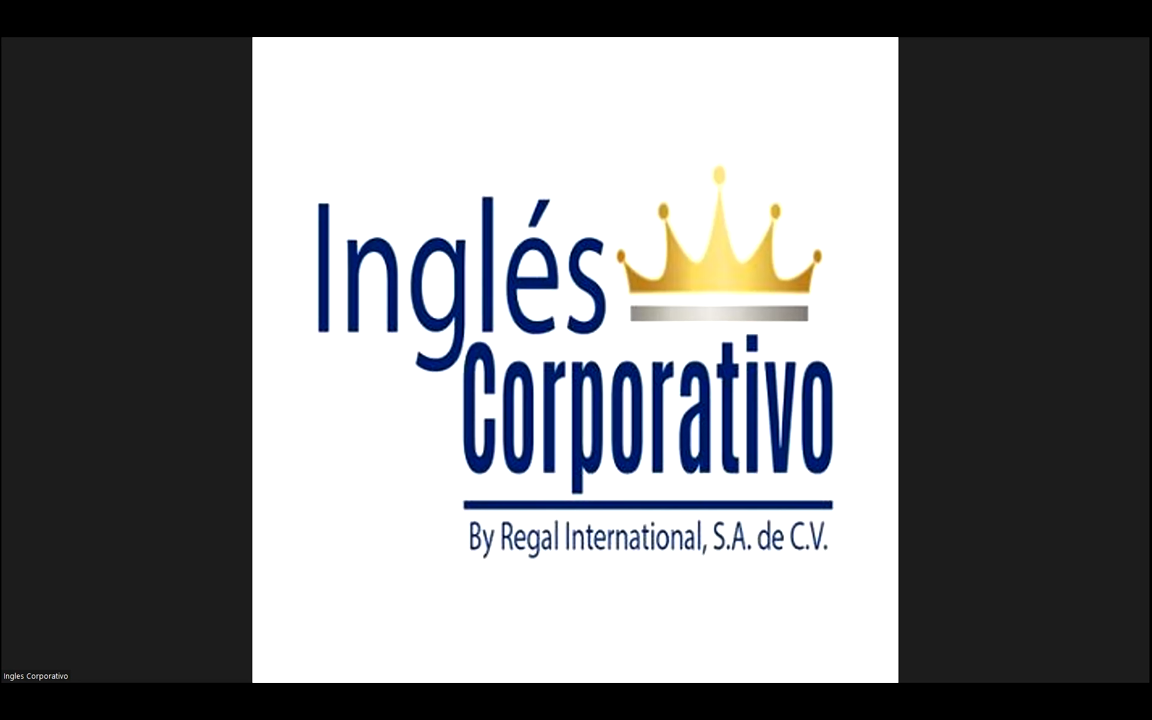 Inglés
Corporativo
By Regal International, S.A. de C.V.
Ingles Corporativo